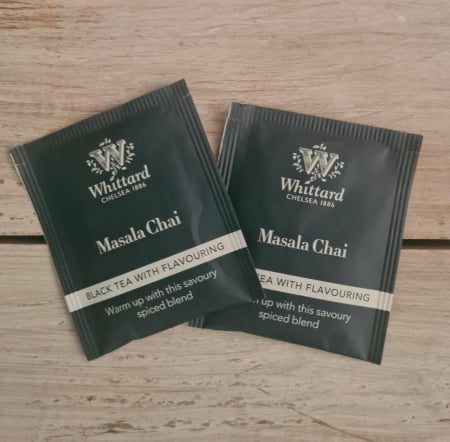 W
Whittard
CHELSEA 1886
Masala Chai
BLACK TEA WITH FLAVOURING
Warm up with this savoury
spiced blend
W
Whittard
CHELSEA 1886
Masala Chai
TEA WITH FLAVOURING
up with this savoury
spiced blend